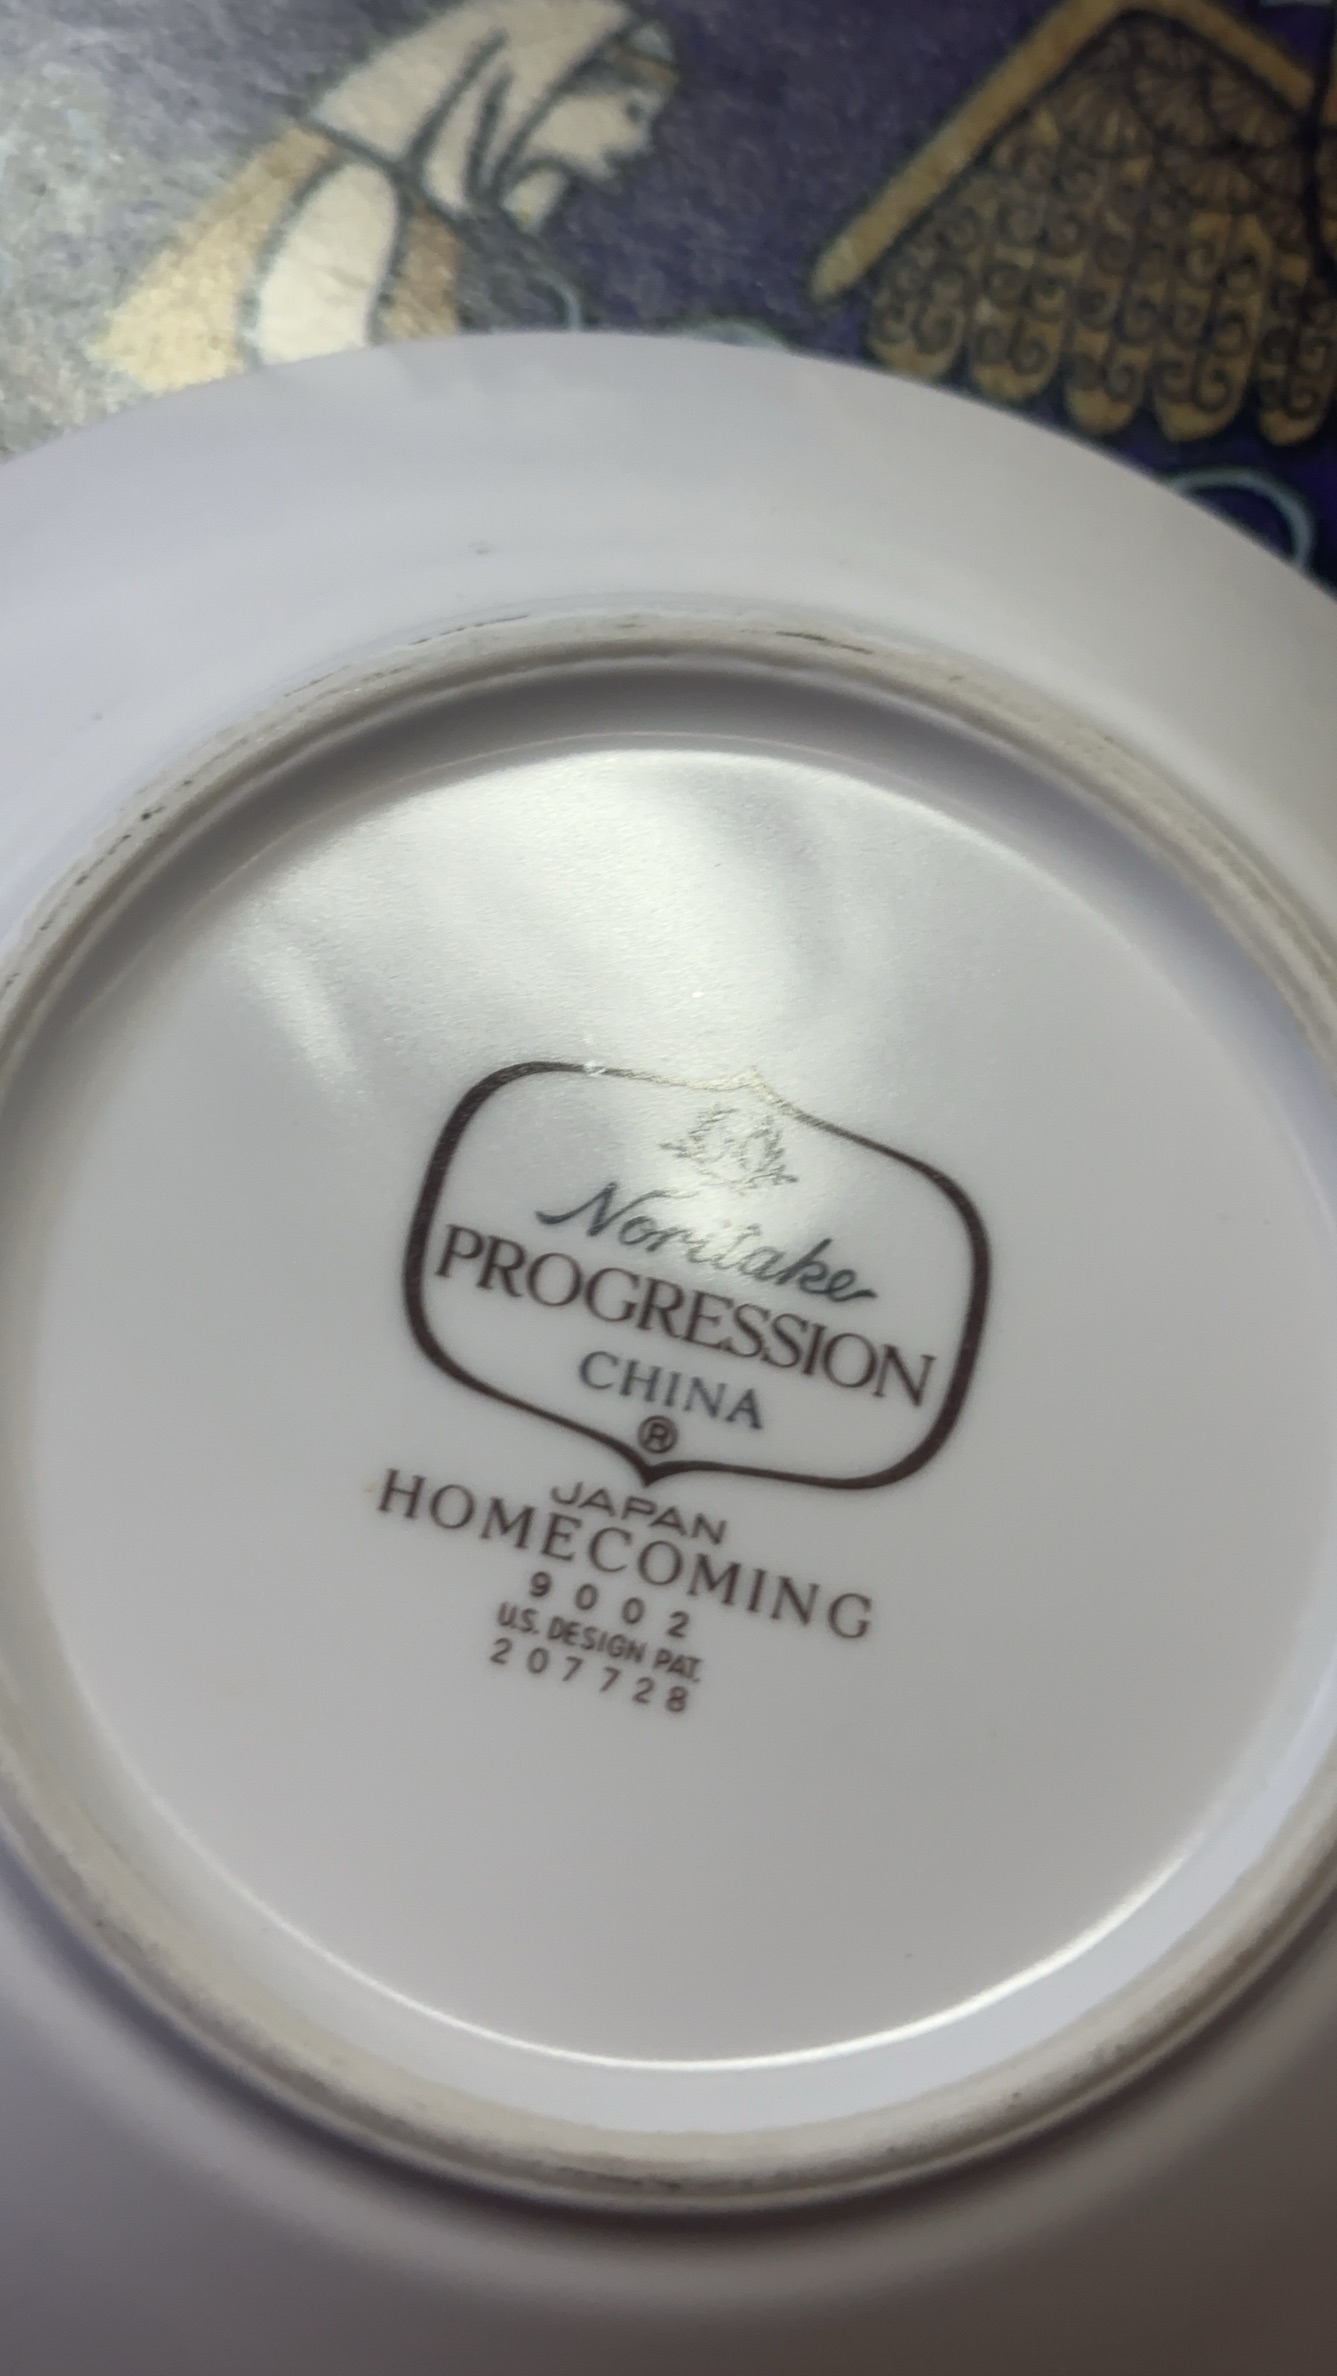 Noritake
PROGRESSION
CHINA
®
JAPAN
HOMECOMING
9002
U.S. DESIGN PAT.
207728